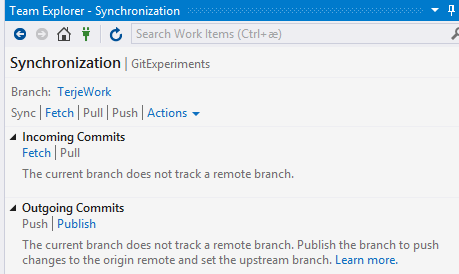 Team Explorer - Synchronization
Search Work Items (Ctrl+æ)
Synchronization | GitExperiments
Branch: TerjeWork
Sync | Fetch | Pull | Push | Actions
Incoming Commits
Fetch | Pull
The current branch does not track a remote branch.
Outgoing Commits
Push | Publish
The current branch does not track a remote branch. Publish the branch to push
changes to the origin remote and set the upstream branch. Learn more.